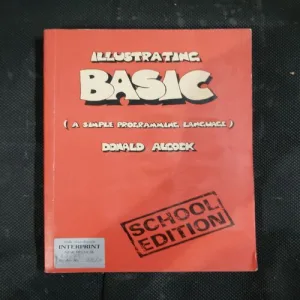 ILLUSTRATING
BASIC
( A SIMPLE PROGRAMMING LANGUAGE )
DONALD ALCOCK
SCHOOL
EDITION
INTERPRINT